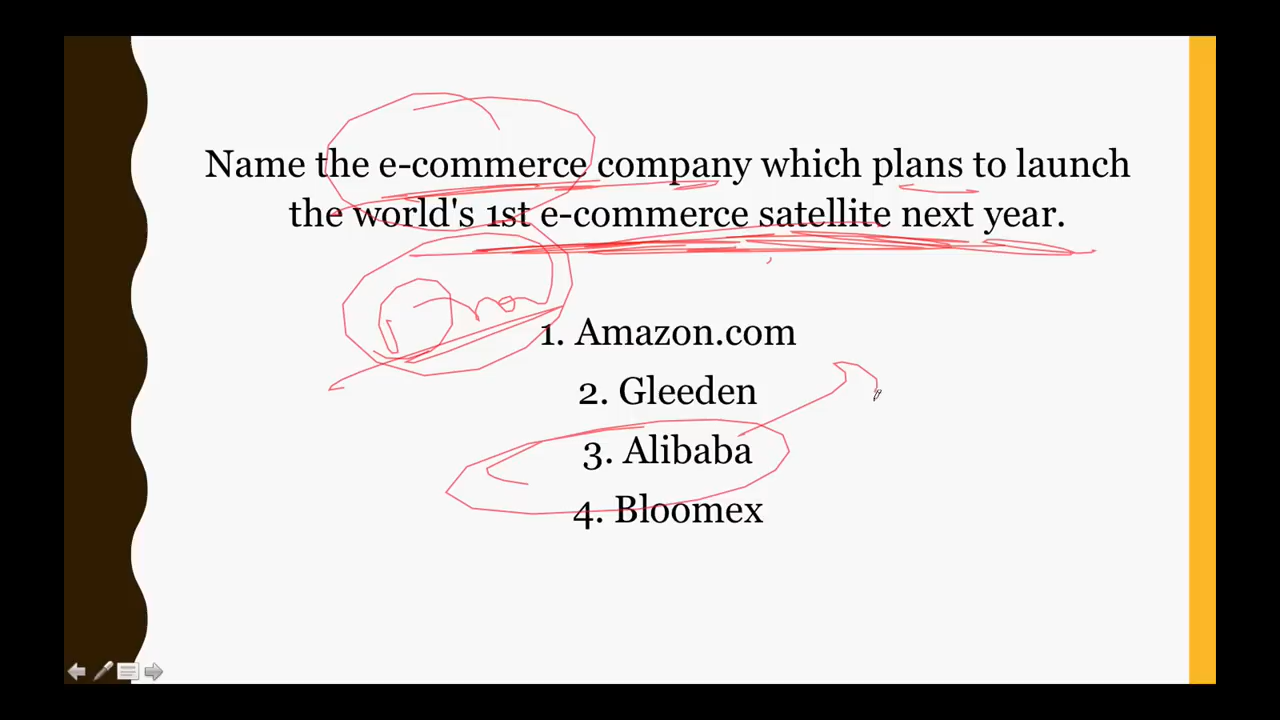 Name the e-commerce company which plans to launch
the world's 1st e-commerce satellite next year.
1. Amazon.com
2. Gleeden
3. Alibaba
4. Bloomex